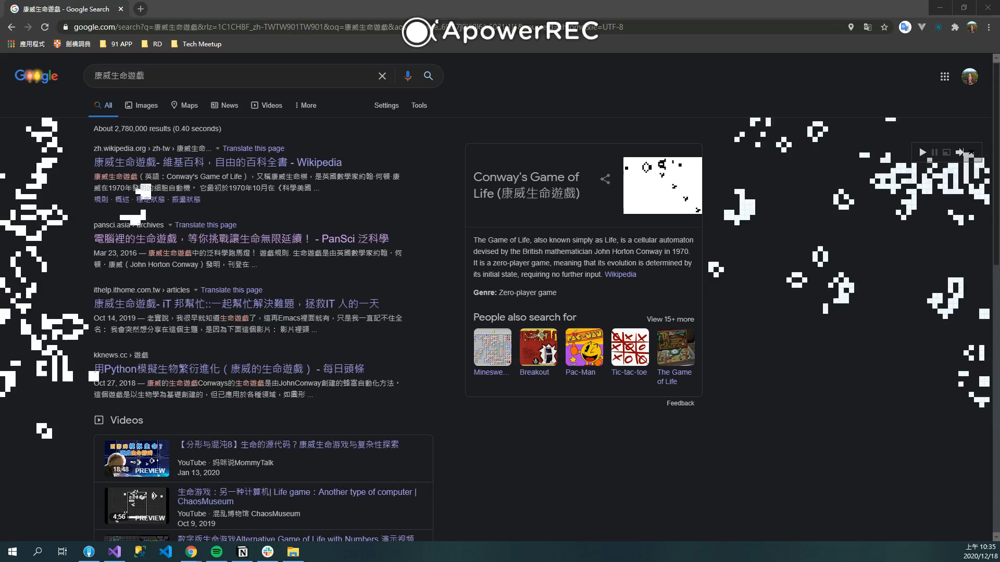 康威生命遊戲 - Google Search
google.com/search?q=康威生命遊戲&rlz=1C1CHBF_zh-TWTW901TW901&oq=康威生命遊戲&aq
=UTF-8
ApowerREC
應用程式
劍橋詞典
91 APP
RD
Tech Meetup
Google
康威生命遊戲
All
Images
Maps
News
Videos
More
Settings
Tools
About 2,780,000 results (0.40 seconds)
zh.wikipedia.org › zh-tw › 康威生命... Translate this page
康威生命遊戲- 維基百科，自由的百科全書 - Wikipedia
康威生命遊戲（英語：Conway's Game of Life），又稱康威生命棋，是英國數學家約翰·何頓·康
威在1970年發明的細胞自動機。 它最初於1970年10月在《科學美國 ...
規則 · 概述 · 穩定狀態 · 振盪狀態
pansci.asia › archives Translate this page
電腦裡的生命遊戲，等你挑戰讓生命無限延續！ - PanSci 泛科學
Mar 23, 2016 — 康威生命遊戲中的泛科學跑馬燈！ 遊戲規則. 生命遊戲是由英國數學家約翰．何
頓．康威（John Horton Conway）發明，刊登在 ...
ithelp.ithome.com.tw › articles Translate this page
康威生命遊戲- iT 邦幫忙::一起幫忙解決難題，拯救IT 人的一天
Oct 14, 2019 — 老實說，我很早就知道生命遊戲了，這再Emacs裡面就有，只是我一直記不住全
名： 我會突然想分享在這個主題，是因為下面這個影片： 影片裡頭 ...
kknews.cc › 遊戲
用Python模擬生物繁衍進化（康威的生命遊戲） - 每日頭條
Oct 27, 2018 — 康威的生命遊戲Conways的生命遊戲是由JohnConway創建的蜂窩自動化方法。
這個遊戲是以生物學為基礎創建的，但已應用於各種領域，如圖形 ...
Videos
18:48 PREVIEW
【分形与混沌8】生命的源代码？康威生命游戏与复杂性探索
YouTube · 妈咪说MommyTalk
Jan 13, 2020
4:56 PREVIEW
生命游戏：另一种计算机| Life game：Another type of computer |
ChaosMuseum
YouTube · 混乱博物馆 ChaosMuseum
Oct 9, 2019
数字版生命游戏Alternative Game of Life with Numbers 演示视频
Conway's Game of
Life (康威生命遊戲)
The Game of Life, also known simply as Life, is a cellular automaton
devised by the British mathematician John Horton Conway in 1970.
It is a zero-player game, meaning that its evolution is determined by
its initial state, requiring no further input. Wikipedia
Genre: Zero-player game
People also search for
View 15+ more
Mineswe...
Breakout
Pac-Man
Tic-tac-toe
The Game
of Life
Feedback
上午 10:35
2020/12/18